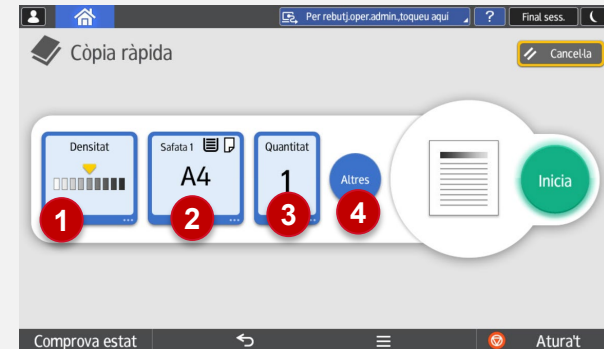 Per rebutj.oper.admin.,toqueu aquí
?
Final sess.
Còpia ràpida
Cancel·la
Densitat
Safata 1
A4
Quantitat
1
Altres
Inicia
1
2
3
4
Comprova estat
Atura't